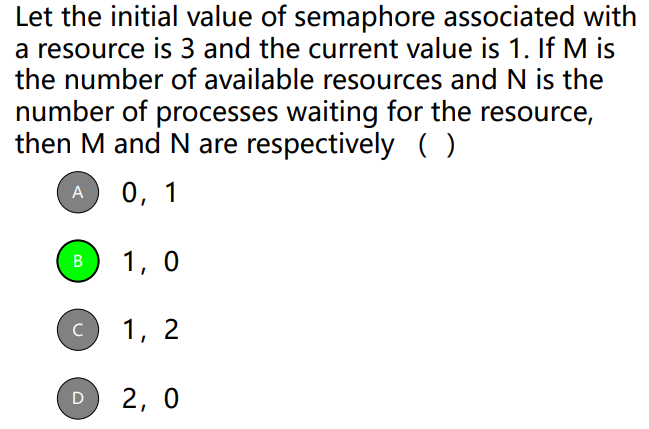 Let the initial value of semaphore associated with
a resource is 3 and the current value is 1. If M is
the number of available resources and N is the
number of processes waiting for the resource,
then M and N are respectively ( )
A 0, 1
B 1, 0
C 1, 2
D 2, 0